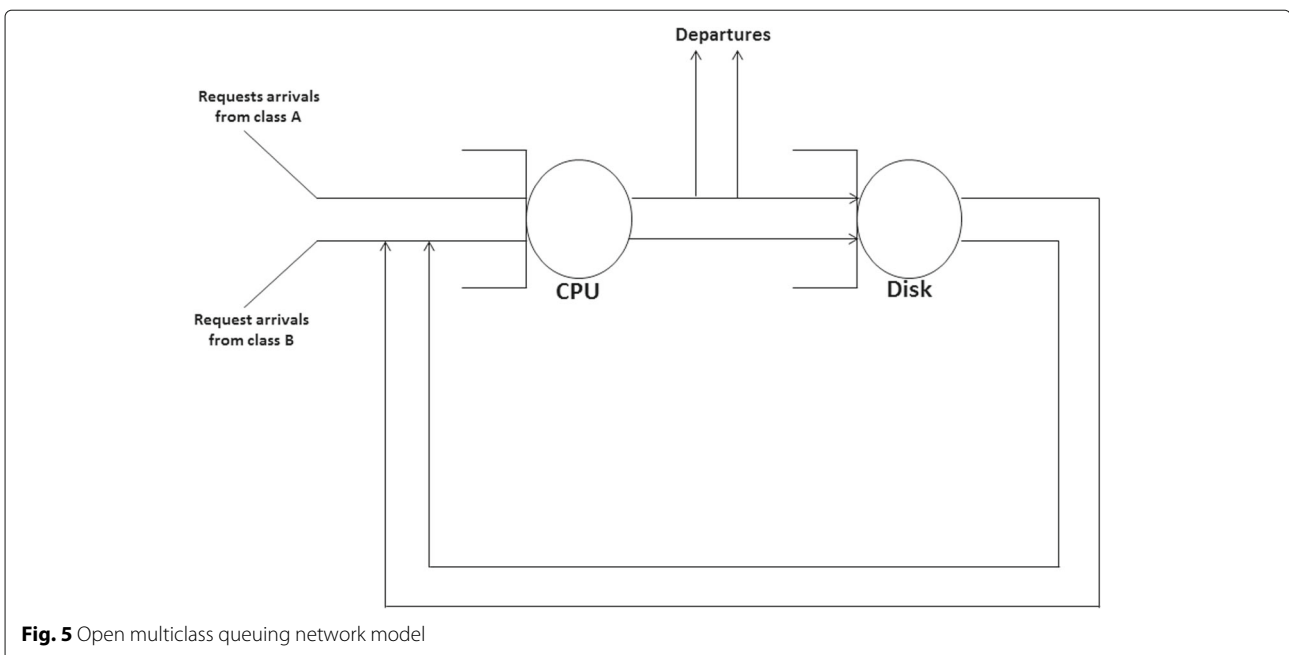 Departures
Requests arrivals
from class A
CPU
Disk
Request arrivals
from class B
Fig. 5 Open multiclass queuing network model